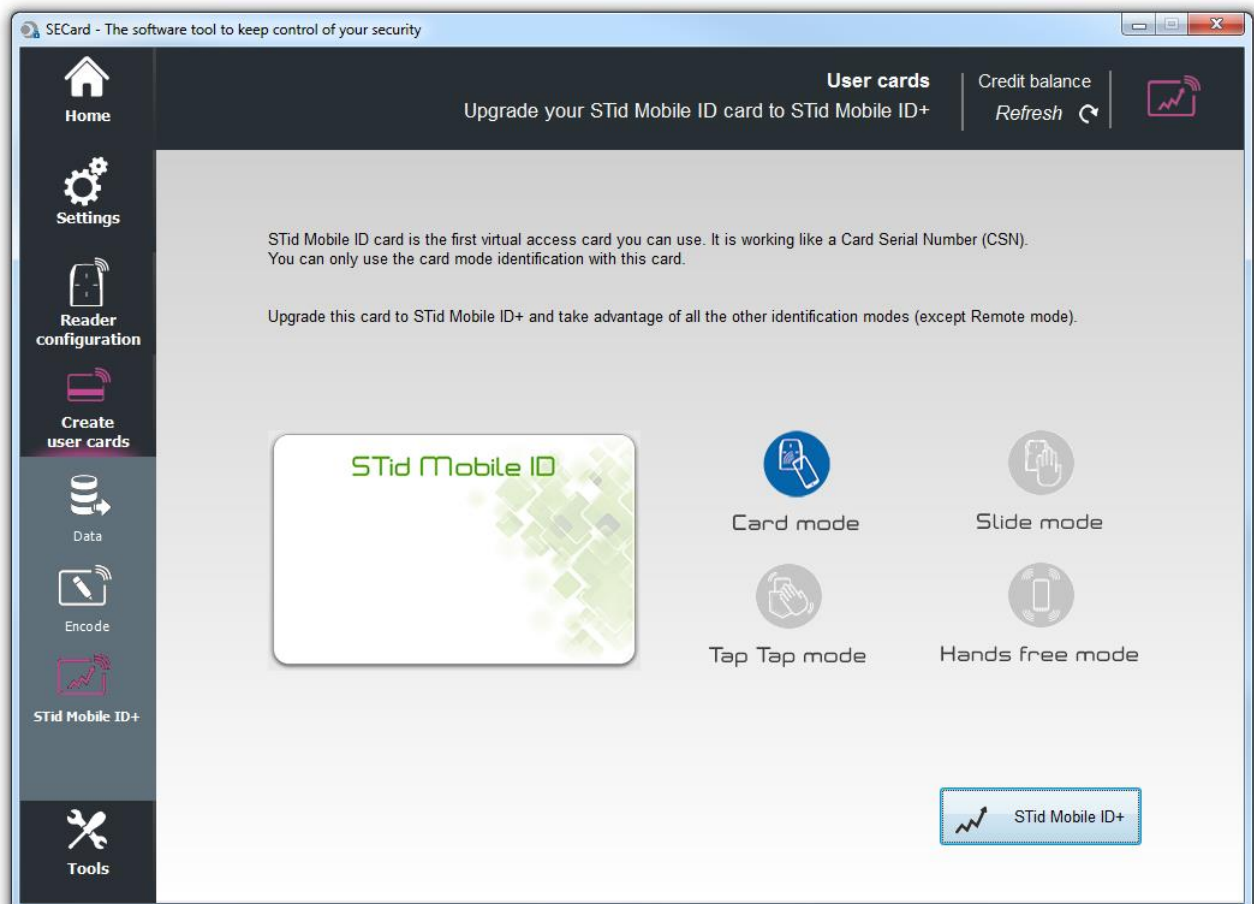 SECard - The software tool to keep control of your security
Home
User cards
Upgrade your STid Mobile ID card to STid Mobile ID+
Credit balance
Refresh
Settings
Reader
configuration
Create
user cards
Data
Encode
STid Mobile ID+
Tools
STid Mobile ID card is the first virtual access card you can use. It is working like a Card Serial Number (CSN).
You can only use the card mode identification with this card.
Upgrade this card to STid Mobile ID+ and take advantage of all the other identification modes (except Remote mode).
STid Mobile ID
Card mode
Slide mode
Tap Tap mode
Hands free mode
STid Mobile ID+